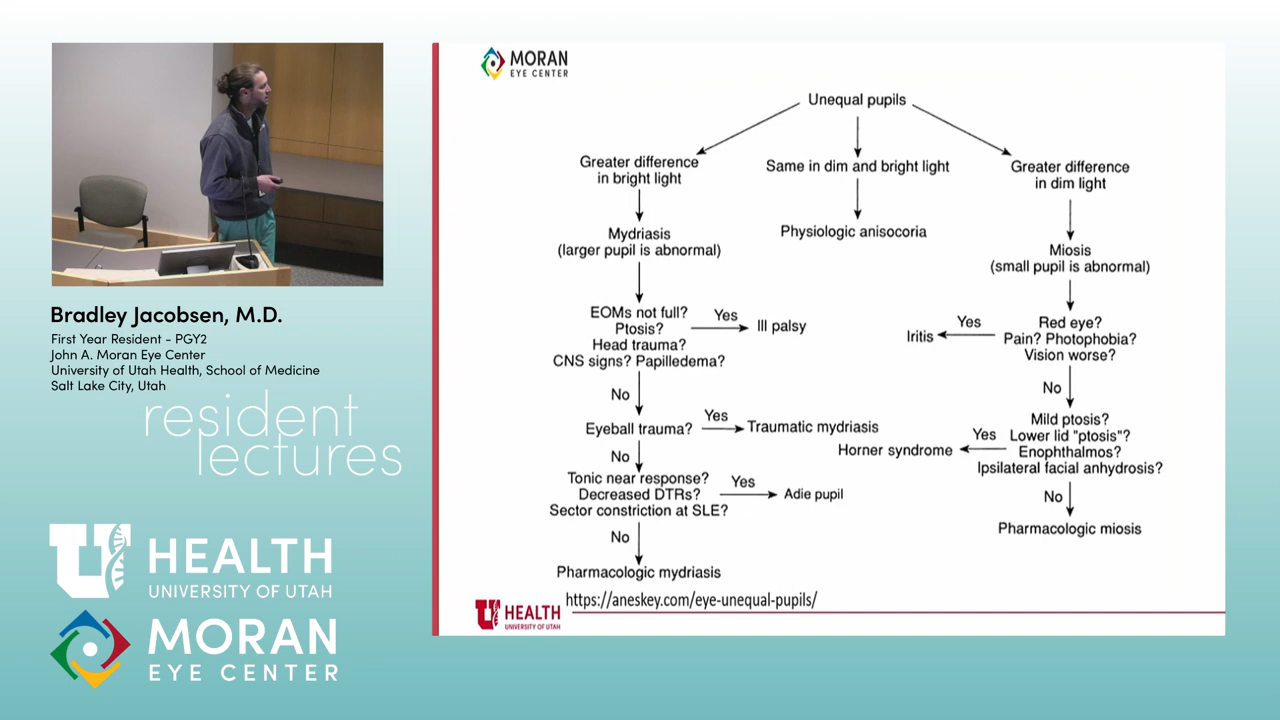 MORAN
EYE CENTER
Unequal pupils
Greater difference
in bright light
Same in dim and bright light
Greater difference
in dim light
Mydriasis
(larger pupil is abnormal)
Physiologic anisocoria
Miosis
(small pupil is abnormal)
EOMs not full?
Ptosis?
Head trauma?
CNS signs? Papilledema?
Yes
III palsy
Red eye?
Pain? Photophobia?
Vision worse?
Yes
Iritis
No
No
Eyeball trauma?
Yes
Traumatic mydriasis
Mild ptosis?
Lower lid "ptosis"?
Enophthalmos?
Ipsilateral facial anhydrosis?
Yes
Horner syndrome
No
Tonic near response?
Decreased DTRs?
Sector constriction at SLE?
Yes
Adie pupil
No
Pharmacologic miosis
No
Pharmacologic mydriasis
https://aneskey.com/eye-unequal-pupils/
U HEALTH
UNIVERSITY OF UTAH
Bradley Jacobsen, M.D.
First Year Resident - PGY2
John A. Moran Eye Center
University of Utah Health, School of Medicine
Salt Lake City, Utah
resident
lectures
U HEALTH
UNIVERSITY OF UTAH
MORAN
EYE CENTER